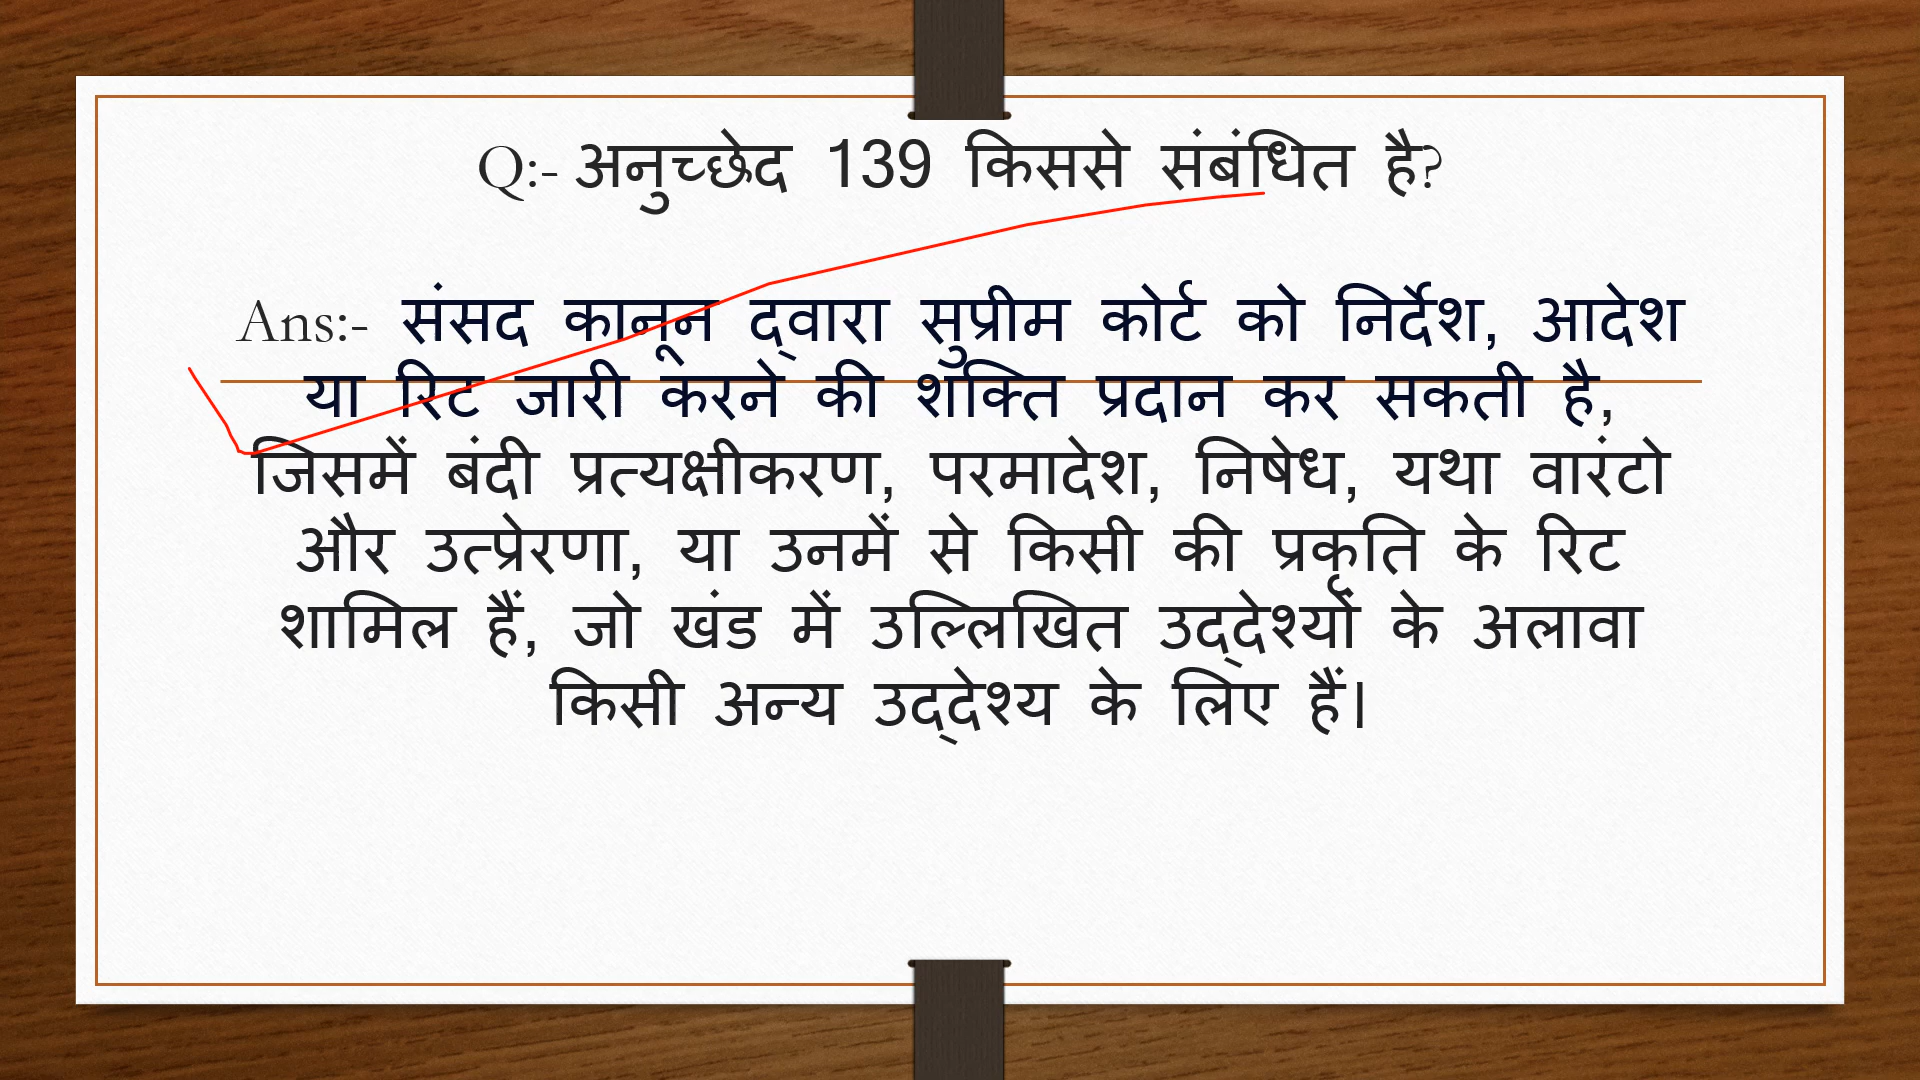 Q:- अनुच्छेद 139 किससे संबंधित है?
Ans:- संसद कानून द्वारा सुप्रीम कोर्ट को निर्देश, आदेश
या रिट जारी करने की शक्ति प्रदान कर सकती है,
जिसमें बंदी प्रत्यक्षीकरण, परमादेश, निषेध, यथा वारंटो
और उत्प्रेरणा, या उनमें से किसी की प्रकृति के रिट
शामिल हैं, जो खंड में उल्लिखित उद्देश्यों के अलावा
किसी अन्य उद्देश्य के लिए हैं।